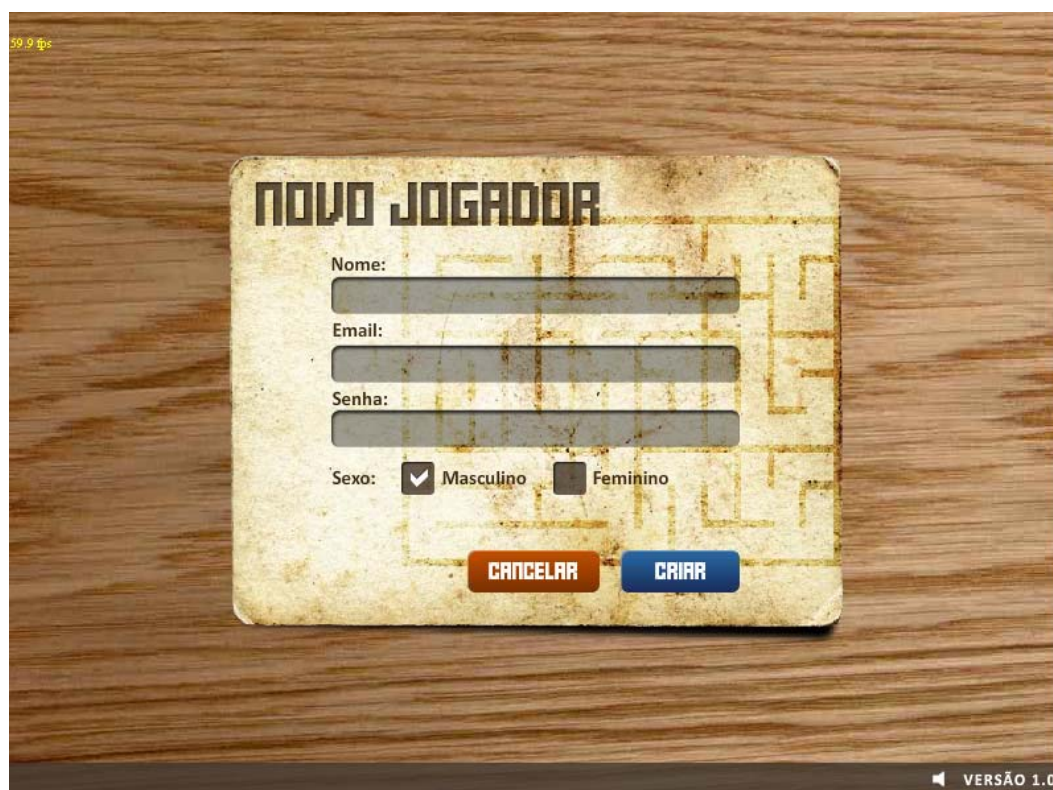 59.9 fps
NOVO JOGADOR
Nome:
Email:
Senha:
Sexo: Masculino Feminino
CANCELAR CRIAR
VERSÃO 1.0